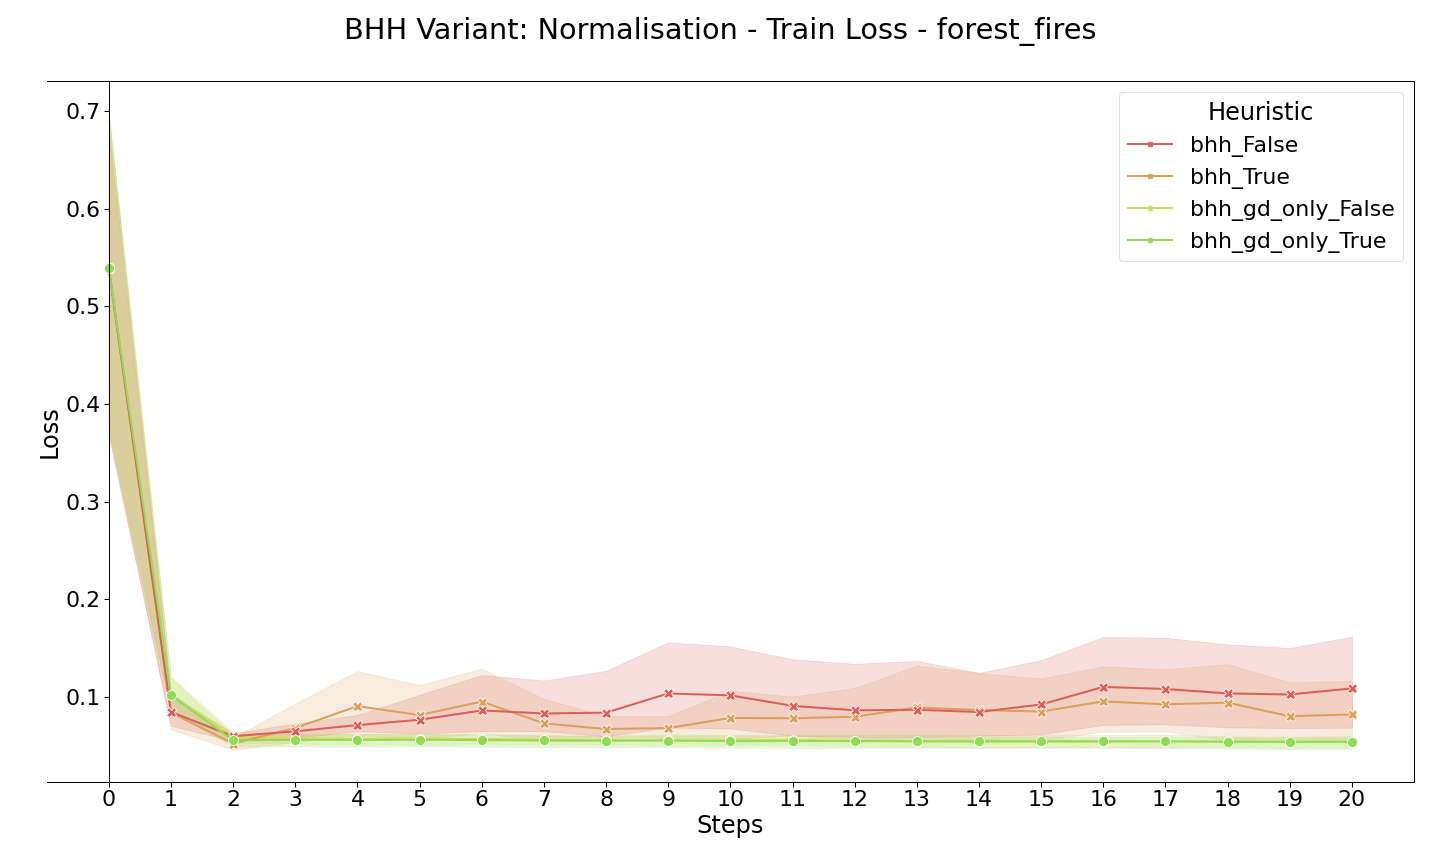 BHH Variant: Normalisation - Train Loss - forest_fires
Heuristic
bhh_False
bhh_True
bhh_gd_only_False
bhh_gd_only_True
Loss
0.7
0.6
0.5
0.4
0.3
0.2
0.1
0 1 2 3 4 5 6 7 8 9 10 11 12 13 14 15 16 17 18 19 20
Steps